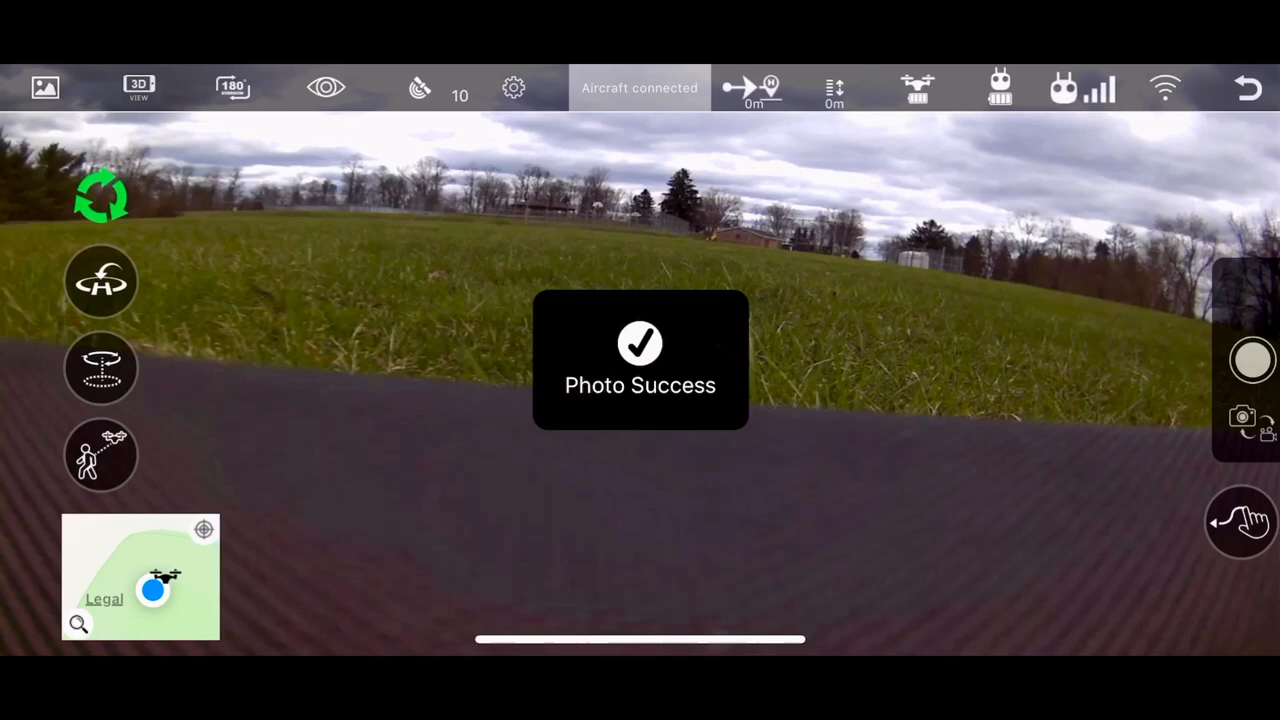 3D
VIEW
180°
10
Aircraft connected
H
0m
0m
H
Photo Success
Legal